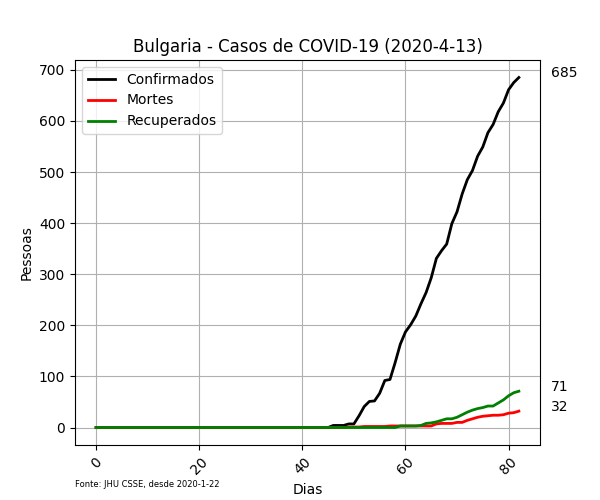 Bulgaria - Casos de COVID-19 (2020-4-13)
Confirmados
Mortes
Recuperados
700
600
500
400
300
200
100
0
Pessoas
685
71
32
0
20
40
60
80
Dias
Fonte: JHU CSSE, desde 2020-1-22